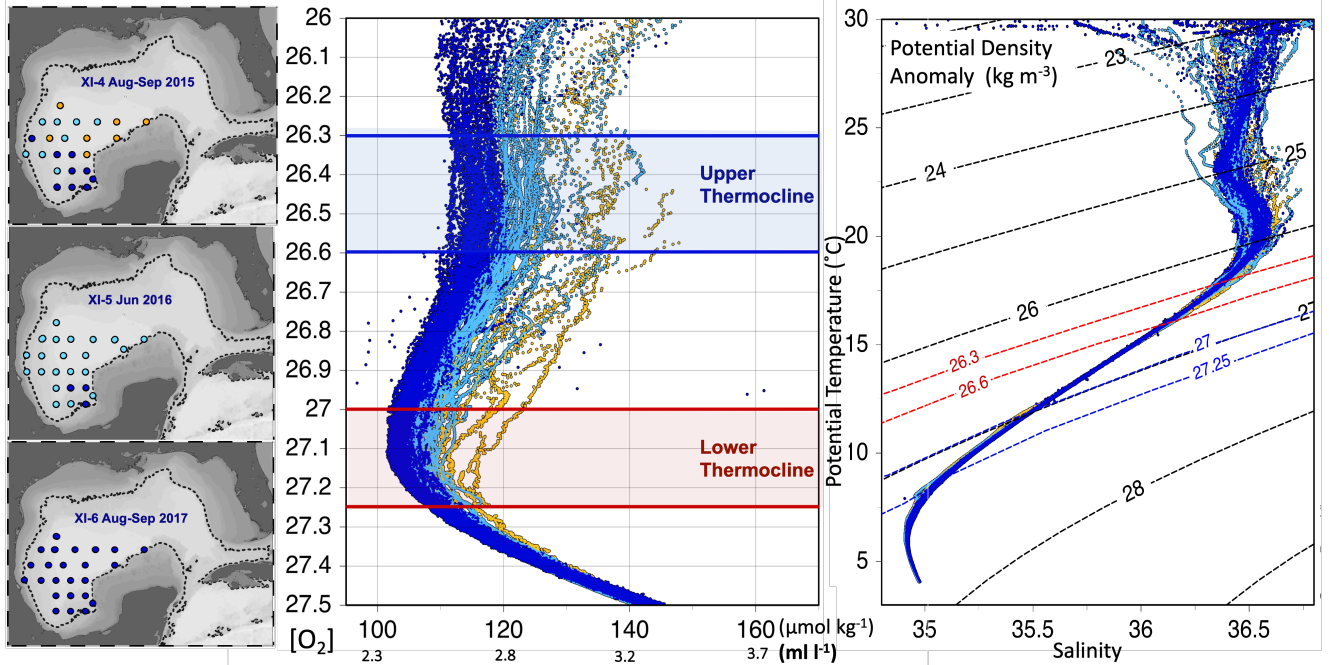 XI-4 Aug-Sep 2015
XI-5 Jun 2016
XI-6 Aug-Sep 2017
26
26.1
26.2
26.3
26.4
26.5
26.6
26.7
26.8
26.9
27
27.1
27.2
27.3
27.4
27.5
Upper
Thermocline
Lower
Thermocline
[O₂]
100 120 140 160 (μmol kg⁻¹)
2.3 2.8 3.2 3.7 (ml l⁻¹)
Potential Density
Anomaly (kg m⁻³)
Potential Temperature (°C)
30
25
20
15
10
5
23
24
25
26
26.3
26.6
27
27.25
28
35 35.5 36 36.5
Salinity